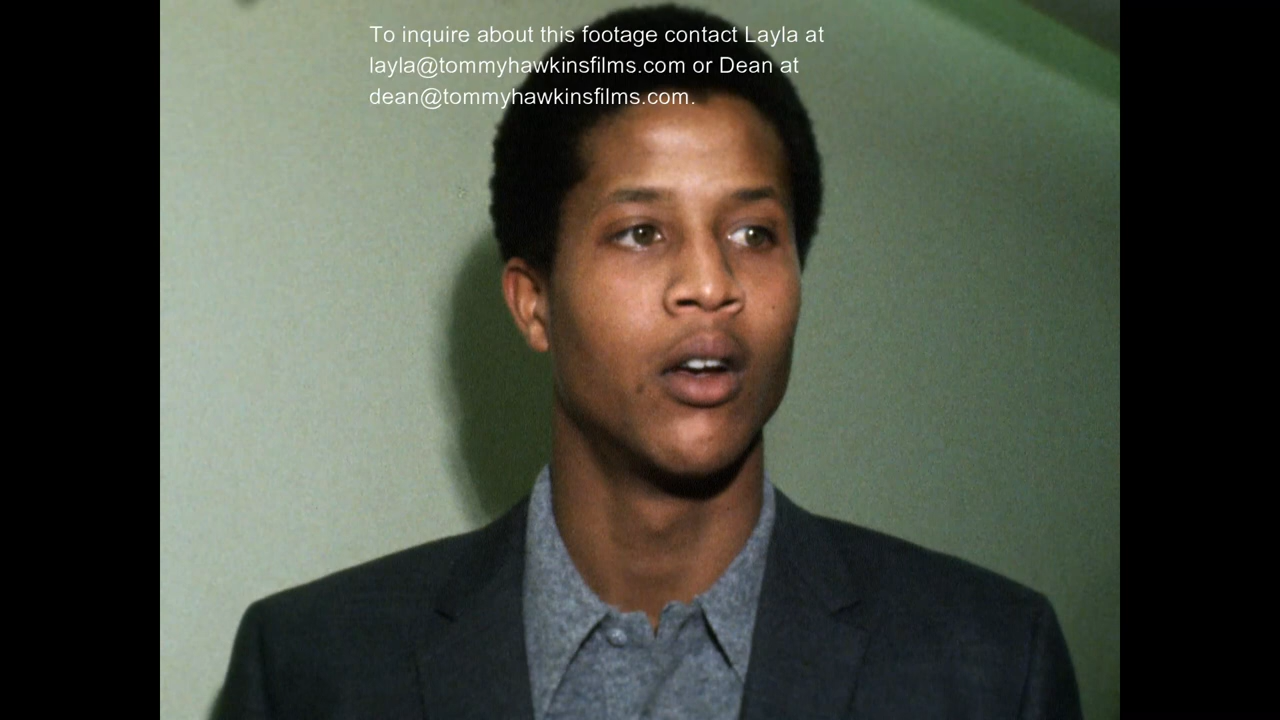 To inquire about this footage contact Layla at
layla@tommyhawkinsfilms.com or Dean at
dean@tommyhawkinsfilms.com.